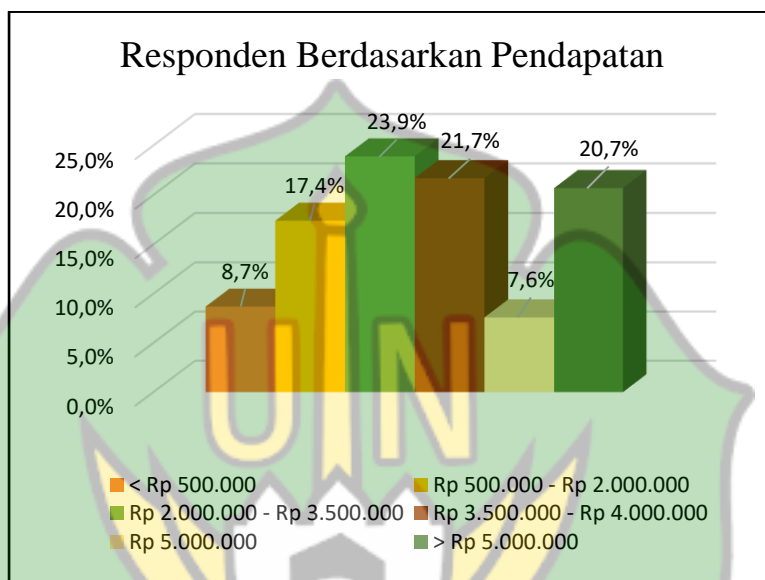 Responden Berdasarkan Pendapatan
25,0%
20,0%
15,0%
10,0%
5,0%
0,0%
8,7%
17,4%
23,9%
21,7%
7,6%
20,7%
< Rp 500.000
Rp 500.000 - Rp 2.000.000
Rp 2.000.000 - Rp 3.500.000
Rp 3.500.000 - Rp 4.000.000
Rp 5.000.000
> Rp 5.000.000
UIN